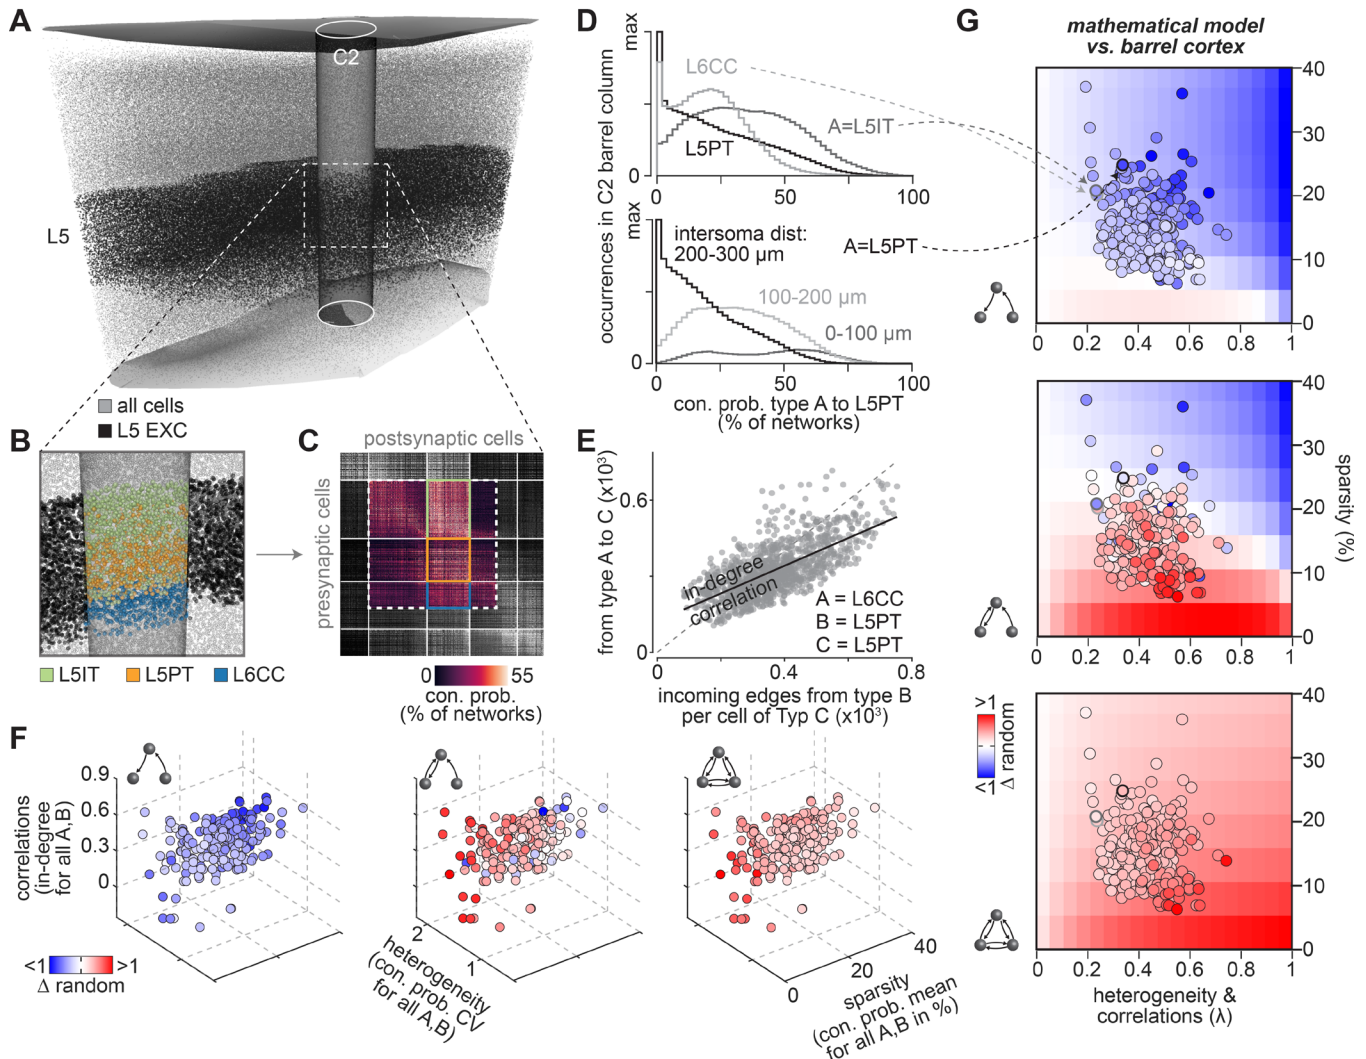 A
C2
L5
all cells
L5 EXC
B
L5IT
L5PT
L6CC
C
postsynaptic cells
presynaptic cells
0
55
con. prob.
(% of networks)
D
occurrences in C2 barrel column
max
L6CC
A=L5IT
L5PT
0
0
50
100
max
intersoma dist:
200-300 µm
A=L5PT
100-200 µm
0-100 µm
0
0
50
100
con. prob. type A to L5PT
(% of networks)
E
from type A to C (x10³)
0.6
0
in-degree
correlation
A = L6CC
B = L5PT
C = L5PT
0
0.4
0.8
incoming edges from type B
per cell of Typ C (x10³)
F
correlations
(in-degree
for all A,B)
0.9
0.6
0.3
0
<1
>1
Δ random
2
1
heterogeneity
(con. prob. CV
for all A,B)
0
20
40
sparsity
(con. prob. mean
for all A,B in %)
G
mathematical model
vs. barrel cortex
40
30
20
10
0
0
0.2
0.4
0.6
0.8
1
40
30
20
10
0
0
0.2
0.4
0.6
0.8
1
sparsity (%)
>1
<1
Δ random
40
30
20
10
0
0
0.2
0.4
0.6
0.8
1
heterogeneity &
correlations (λ)